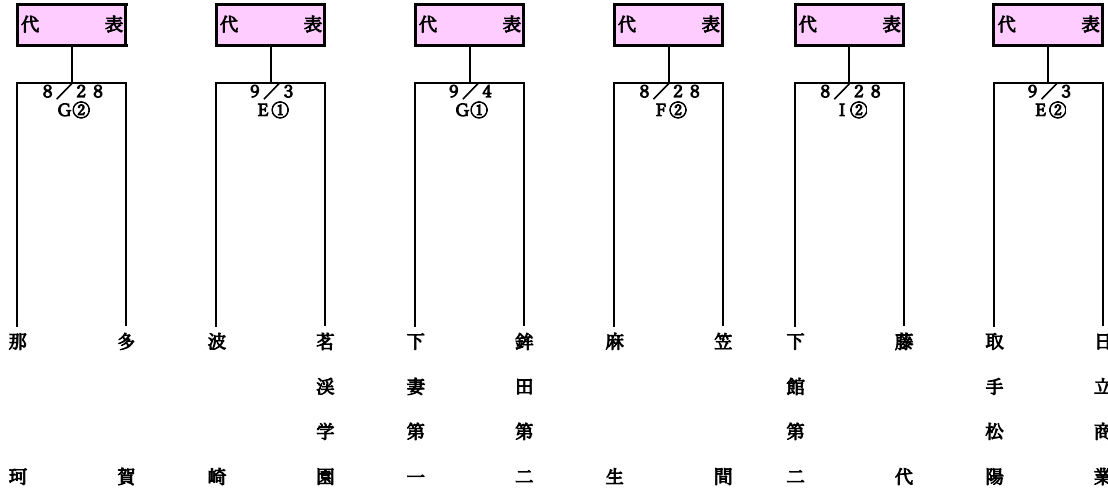 代表 代表 代表 代表 代表 代表
8/28 9/3 9/4 8/28 8/28 9/3
G② E① G① F② I② E②
那珂
多賀
波崎
茗溪学園
下妻第一
鉾田第二
麻生
笠間
下館第二
藤代
取手松陽
日立商業